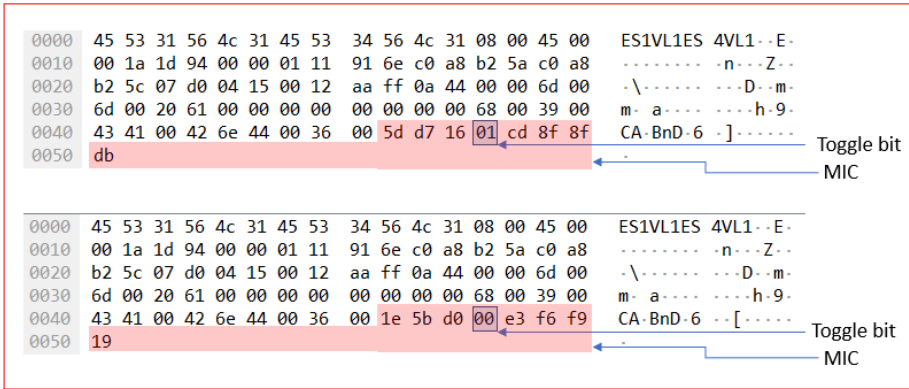 0000 45 53 31 56 4c 31 45 53 34 56 4c 31 08 00 45 00 ES1VL1ES 4VL1··E·
0010 00 1a 1d 94 00 00 01 11 91 6e c0 a8 b2 5a c0 a8 ········ ·n···Z··
0020 b2 5c 07 d0 04 15 00 12 aa ff 0a 44 00 00 6d 00 ·\······ ···D··m·
0030 6d 00 20 61 00 00 00 00 00 00 00 00 68 00 39 00 m· a···· ····h·9·
0040 43 41 00 42 6e 44 00 36 00 5d d7 16 01 cd 8f 8f CA·BnD·6 ·]······
0050 db ·
Toggle bit
MIC
0000 45 53 31 56 4c 31 45 53 34 56 4c 31 08 00 45 00 ES1VL1ES 4VL1··E·
0010 00 1a 1d 94 00 00 01 11 91 6e c0 a8 b2 5a c0 a8 ········ ·n···Z··
0020 b2 5c 07 d0 04 15 00 12 aa ff 0a 44 00 00 6d 00 ·\······ ···D··m·
0030 6d 00 20 61 00 00 00 00 00 00 00 00 68 00 39 00 m· a···· ····h·9·
0040 43 41 00 42 6e 44 00 36 00 1e 5b d0 00 e3 f6 f9 CA·BnD·6 ··[·····
0050 19 ·
Toggle bit
MIC